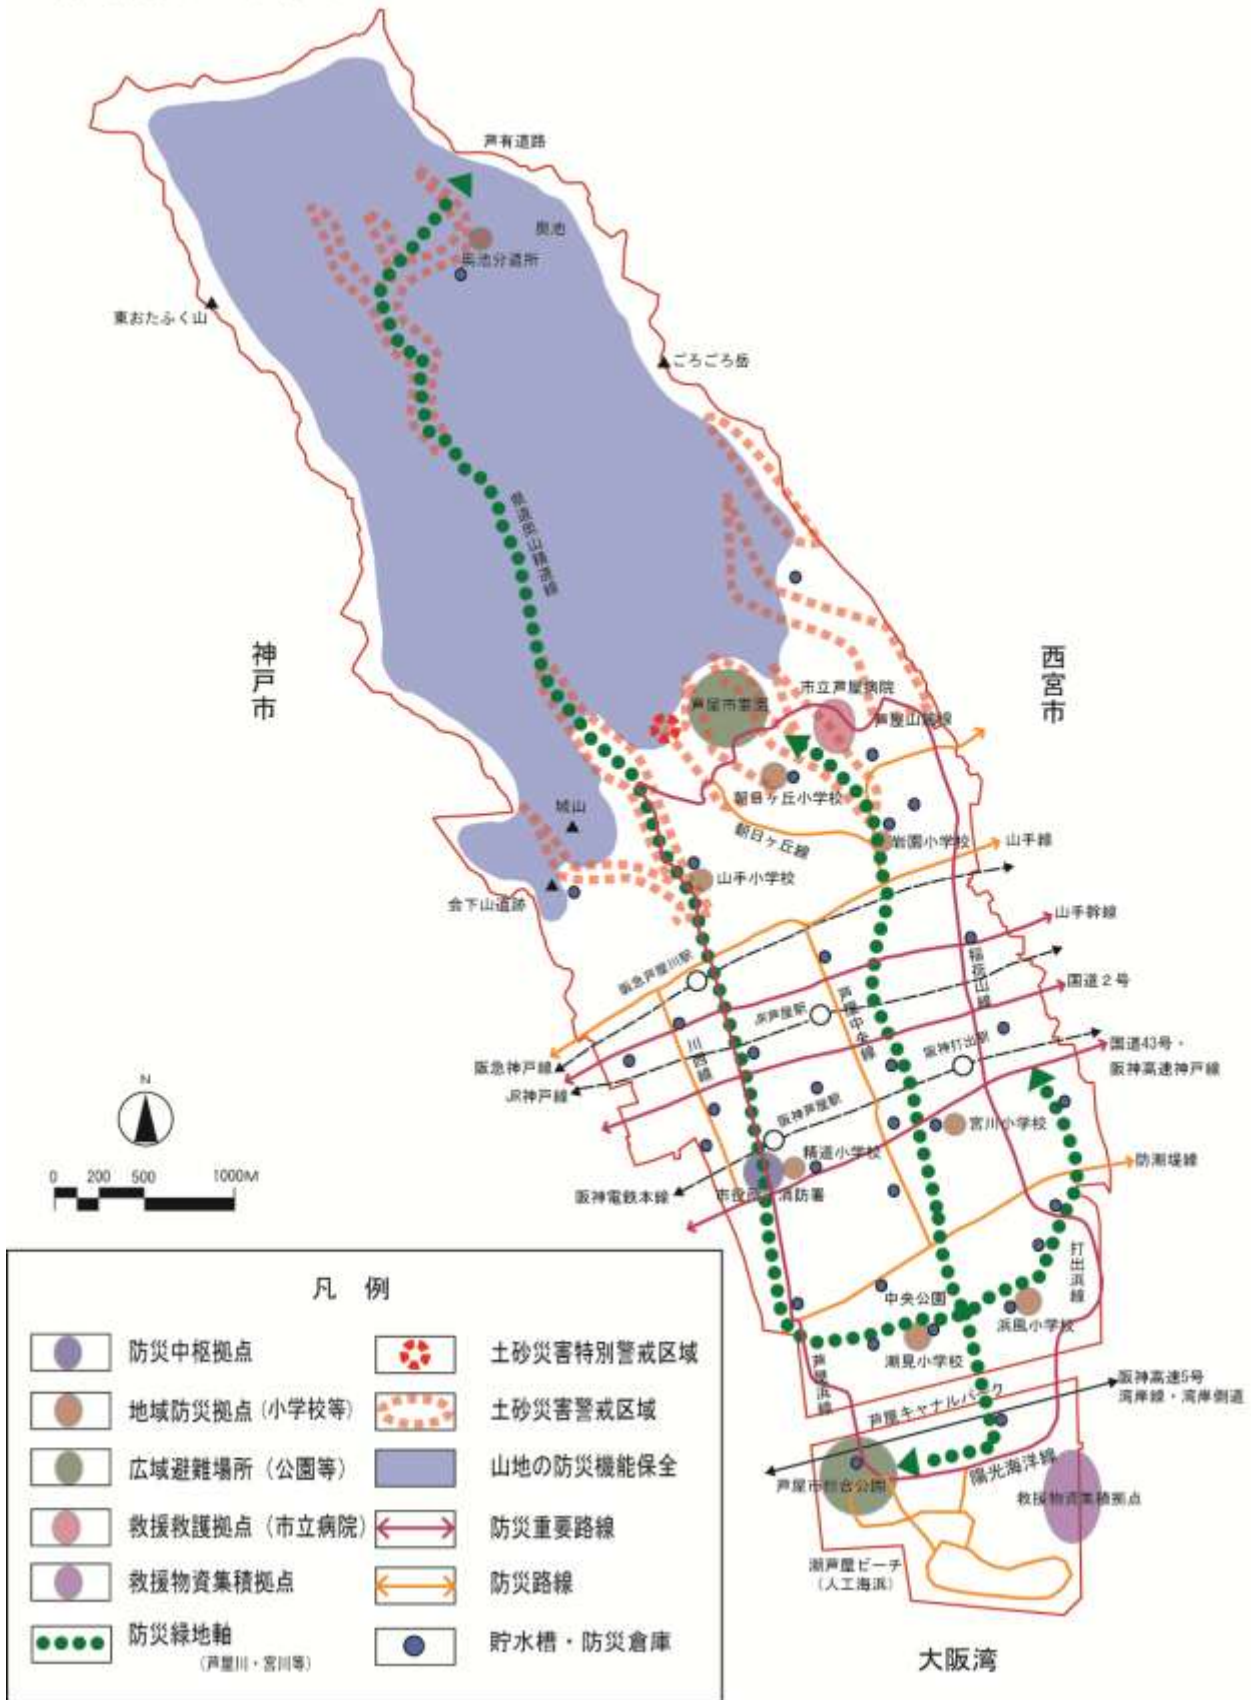 芦有道路
奥池
奥池分遣所
東おたふく山
ごろごろ岳
県道奥山精道線
神戸市
西宮市
芦屋市霊園
市立芦屋病院
芦屋山麓線
朝日ヶ丘小学校
城山
朝日ヶ丘線
岩園小学校
山手線
山手小学校
会下山遺跡
山手幹線
阪急芦屋川駅
稲荷山線
国道2号
JR芦屋駅
芦屋中央線
川西線
阪神打出駅
国道43号・
阪神高速神戸線
阪急神戸線
JR神戸線
N
阪神芦屋駅
宮川小学校
精道小学校
防潮堤線
0 200 500 1000M
阪神電鉄本線
市役所・消防署
打出浜線
中央公園
浜風小学校
潮見小学校
芦屋浜線
阪神高速5号
湾岸線・湾岸側道
芦屋キャナルパーク
陽光海洋線
芦屋市総合公園
救援物資集積拠点
潮芦屋ビーチ
(人工海浜)
大阪湾
凡 例
防災中枢拠点
土砂災害特別警戒区域
地域防災拠点(小学校等)
土砂災害警戒区域
広域避難場所(公園等)
山地の防災機能保全
救援救護拠点(市立病院)
防災重要路線
救援物資集積拠点
防災路線
防災緑地軸
(芦屋川・宮川等)
貯水槽・防災倉庫